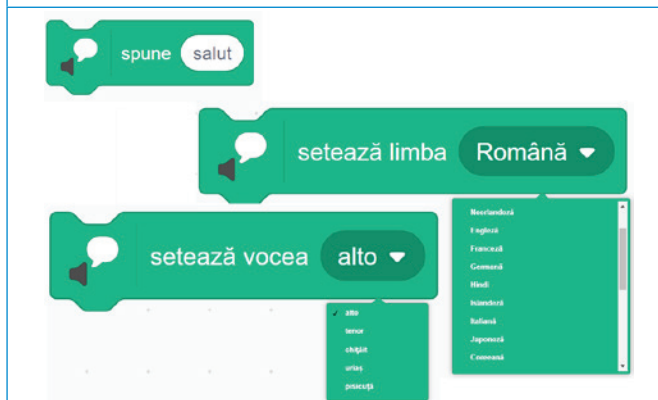 spune salut
setează limba Română
Neerlandoză
Engleză
Franceză
Germană
Hindi
Islandeză
Italiană
Japoneză
Coreeană
setează vocea alto
alto
tenor
chițăit
uriaș
pisicuță